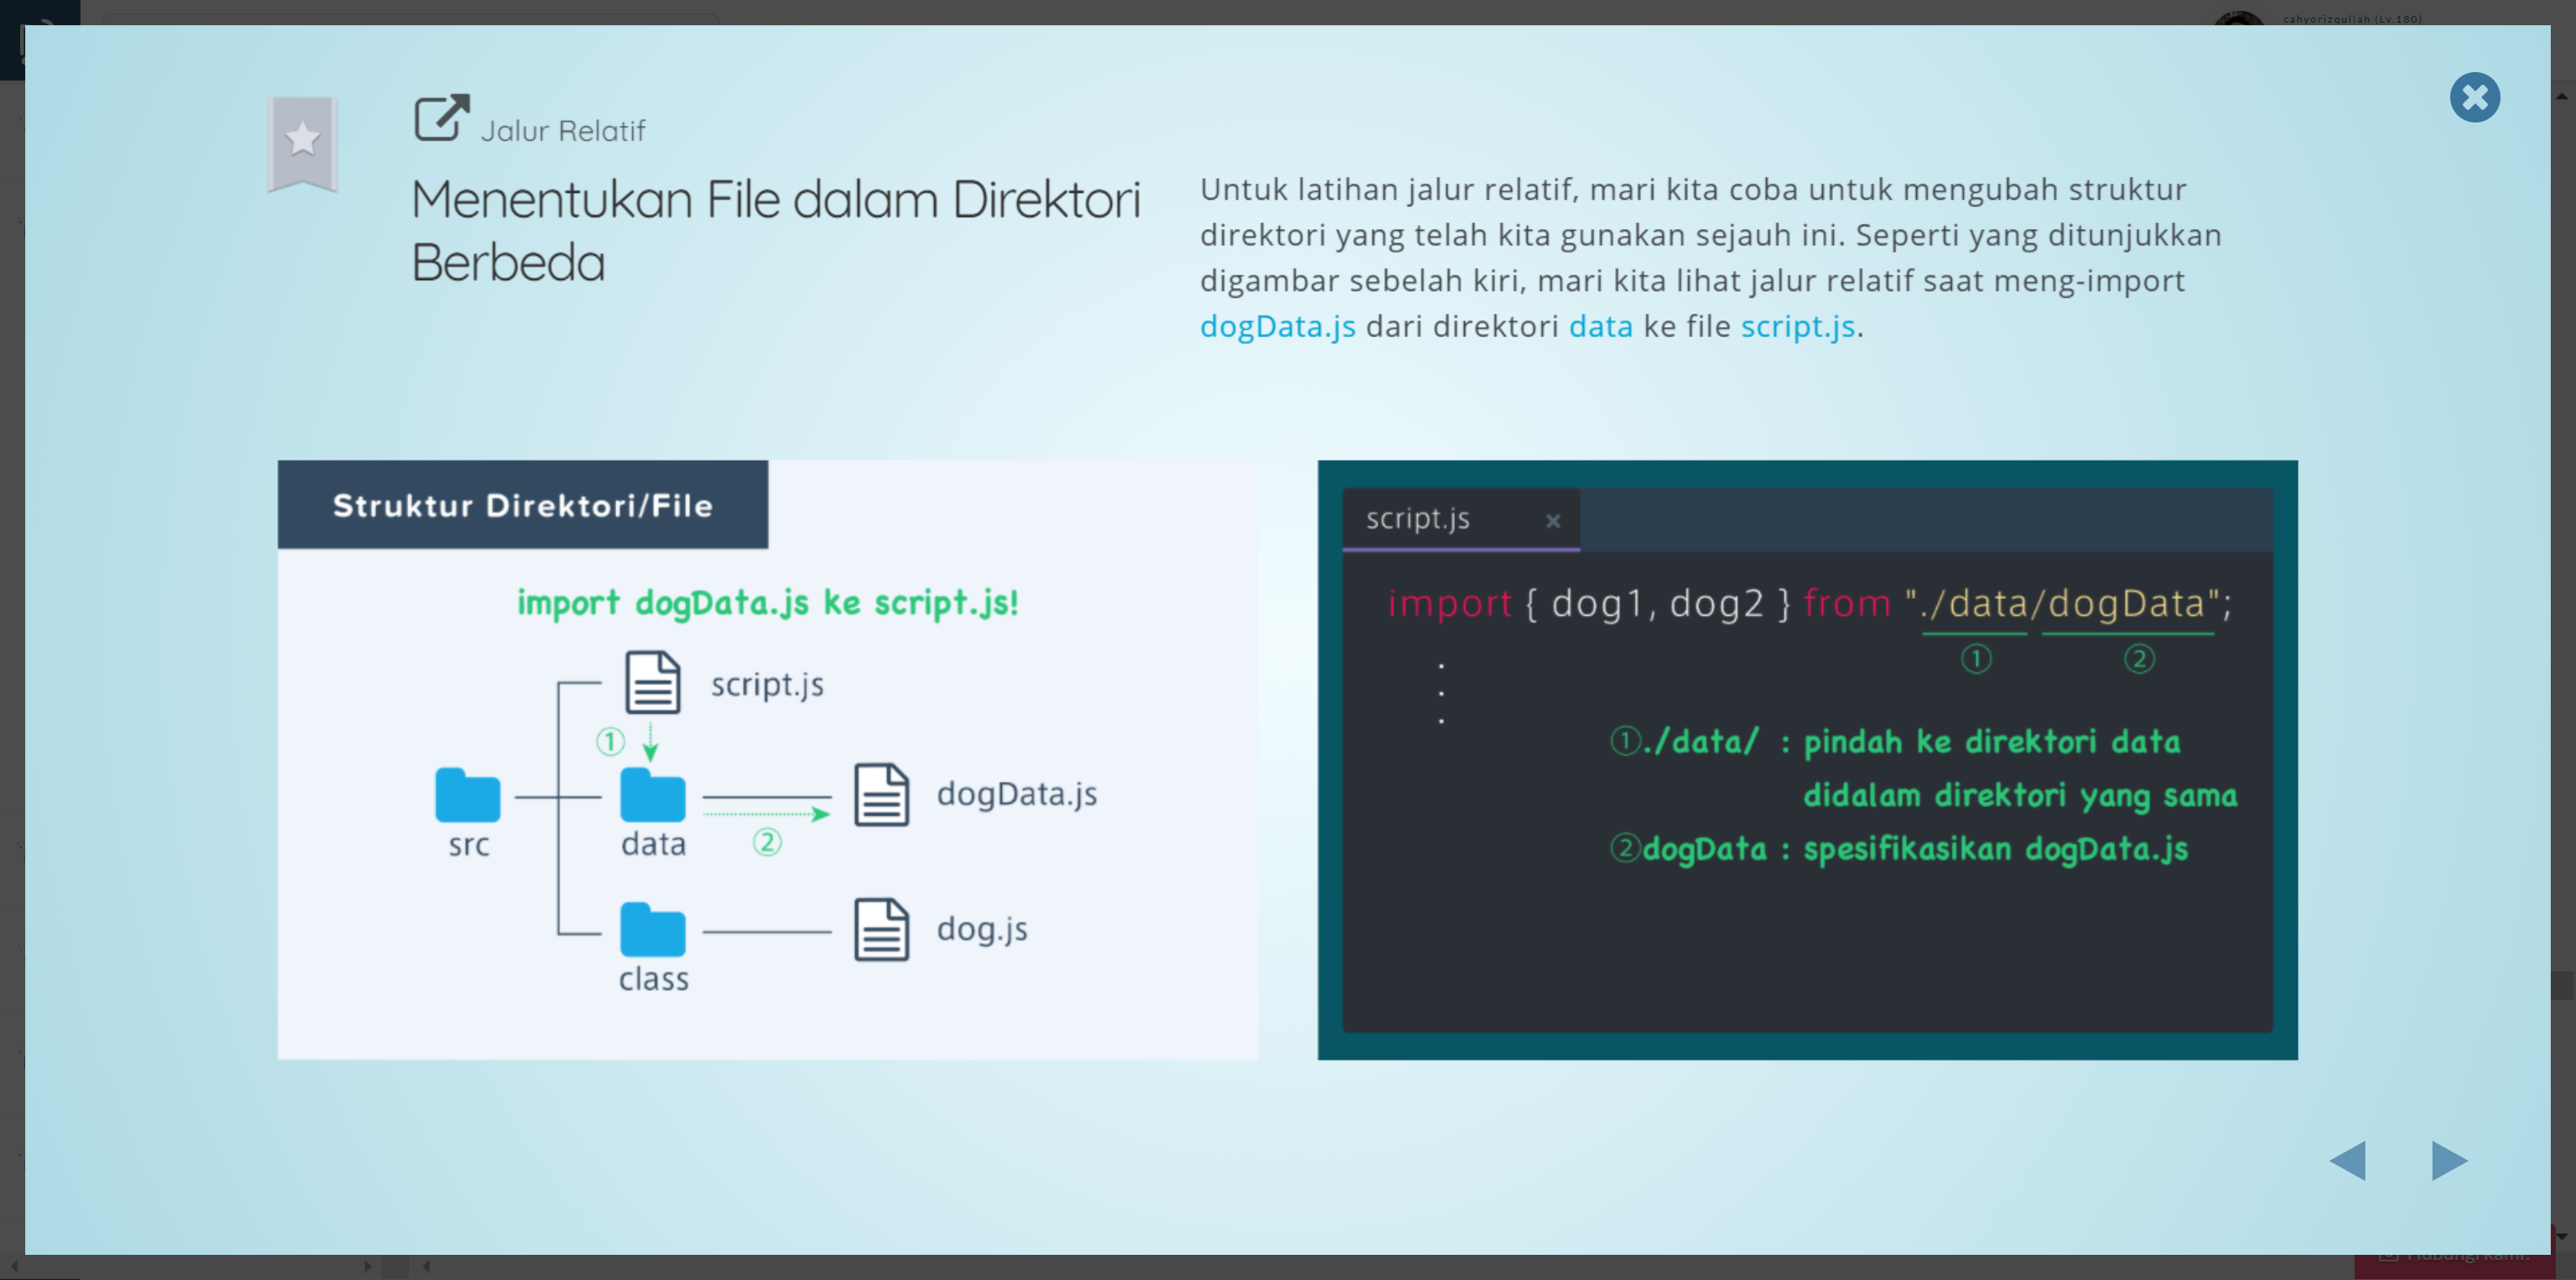 cahyorizqullah (Lv.180)
Jalur Relatif
Menentukan File dalam Direktori
Berbeda
Untuk latihan jalur relatif, mari kita coba untuk mengubah struktur
direktori yang telah kita gunakan sejauh ini. Seperti yang ditunjukkan
digambar sebelah kiri, mari kita lihat jalur relatif saat meng-import
dogData.js dari direktori data ke file script.js.
Struktur Direktori/File
import dogData.js ke script.js!
script.js
①
src
data
②
dogData.js
class
dog.js
script.js ×
import { dog1, dog2 } from "./data/dogData";
① ②
.
.
.
①./data/ : pindah ke direktori data
didalam direktori yang sama
②dogData : spesifikasikan dogData.js
Hubungi kami!